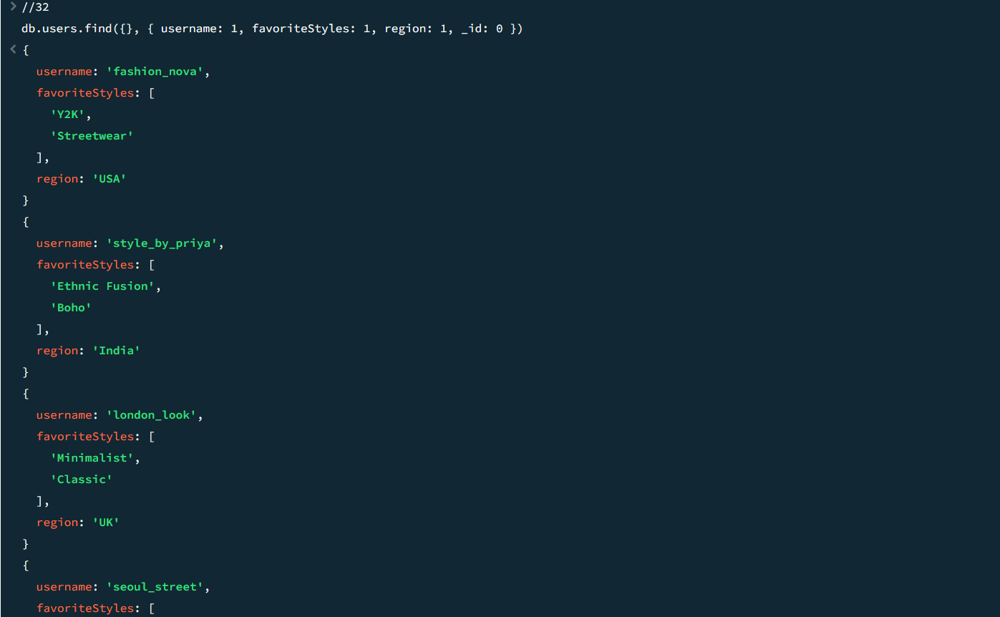 //32
db.users.find({}, { username: 1, favoriteStyles: 1, region: 1, _id: 0 })
{
username: 'fashion_nova',
favoriteStyles: [
'Y2K',
'Streetwear'
],
region: 'USA'
}
{
username: 'style_by_priya',
favoriteStyles: [
'Ethnic Fusion',
'Boho'
],
region: 'India'
}
{
username: 'london_look',
favoriteStyles: [
'Minimalist',
'Classic'
],
region: 'UK'
}
{
username: 'seoul_street',
favoriteStyles: [